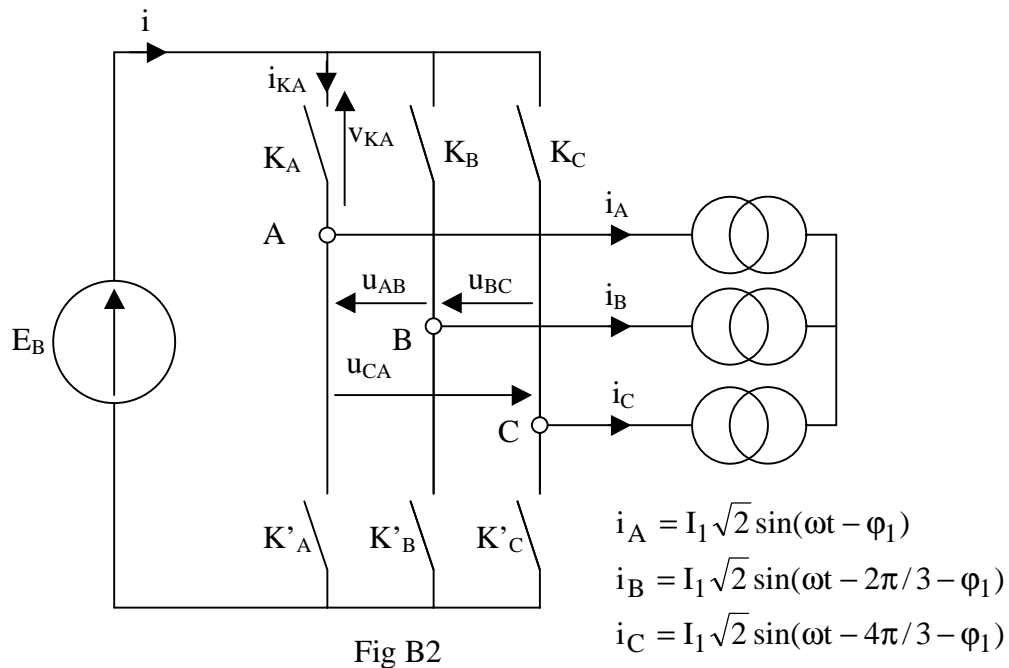 i
i_KA
v_KA
K_A
K_B
K_C
A
i_A
u_AB
u_BC
i_B
E_B
B
u_CA
i_C
C
K’_A
K’_B
K’_C
i_A = I_1√2 sin(ωt − φ_1)
i_B = I_1√2 sin(ωt − 2π/3 − φ_1)
i_C = I_1√2 sin(ωt − 4π/3 − φ_1)
Fig B2